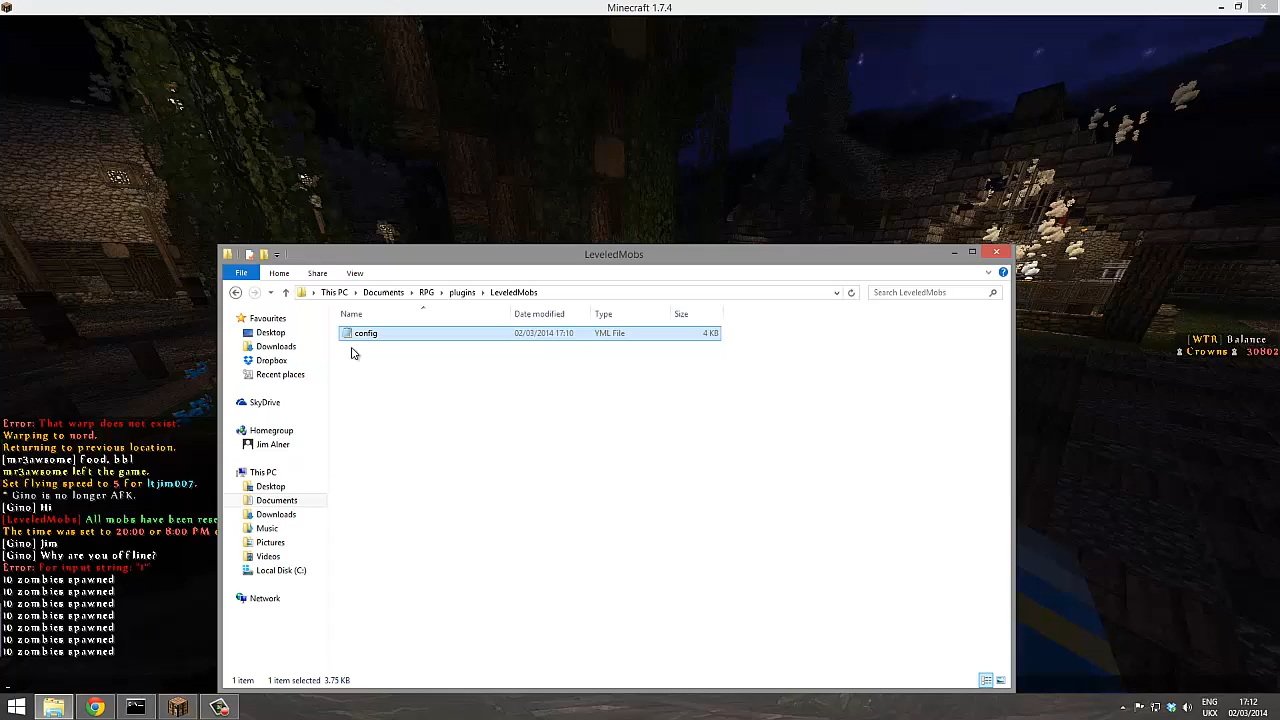 Minecraft 1.7.4
LeveledMobs
File Home Share View
This PC Documents RPG plugins LeveledMobs
Search LeveledMobs
Name Date modified Type Size
config 02/03/2014 17:10 YML File 4 KB
Favourites
Desktop
Downloads
Dropbox
Recent places
SkyDrive
Homegroup
Jim Alner
This PC
Desktop
Documents
Downloads
Music
Pictures
Videos
Local Disk (C:)
Network
1 item 1 item selected 3.75 KB
[WTR] Balance
Crowns 30802
Error: That warp does not exist.
Warping to nord.
Returning to previous location.
[mr3awsome] food, bbl
mr3awsome left the game.
Set flying speed to 5 for ltjim007.
* Gino is no longer AFK.
[Gino] Hi
[LeveledMobs] All mobs have been rese
The time was set to 20:00 or 8:00 PM
[Gino] Jim
[Gino] Why are you offline?
Error: For input string: "1"
10 zombies spawned
10 zombies spawned
10 zombies spawned
10 zombies spawned
10 zombies spawned
10 zombies spawned
10 zombies spawned
ENG 17:12
UKX 02/03/2014